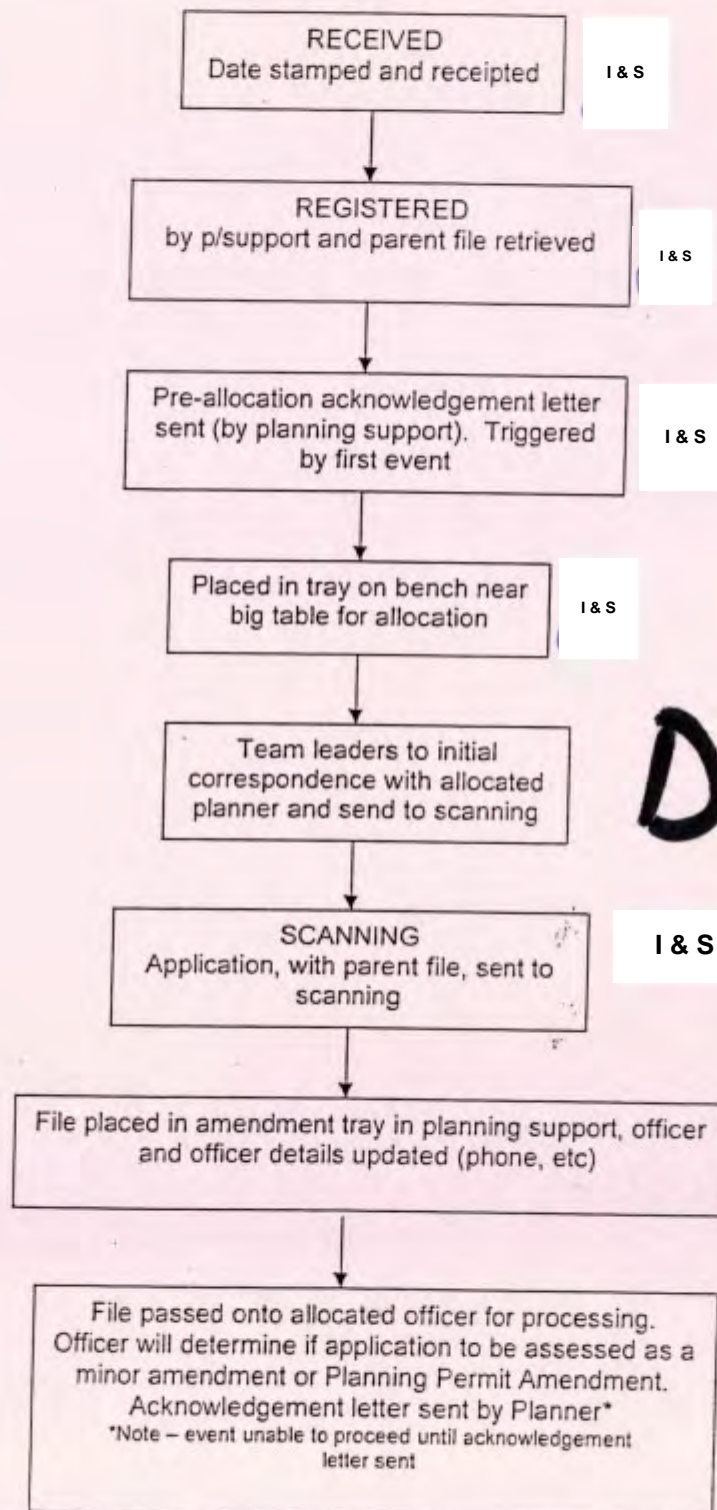 RECEIVED
Date stamped and receipted
I & S
REGISTERED
by p/support and parent file retrieved
I & S
Pre-allocation acknowledgement letter
sent (by planning support). Triggered
by first event
I & S
Placed in tray on bench near
big table for allocation
I & S
Team leaders to initial
correspondence with allocated
planner and send to scanning
D
SCANNING
Application, with parent file, sent to
scanning
I & S
File placed in amendment tray in planning support, officer
and officer details updated (phone, etc)
File passed onto allocated officer for processing.
Officer will determine if application to be assessed as a
minor amendment or Planning Permit Amendment.
Acknowledgement letter sent by Planner*
*Note – event unable to proceed until acknowledgement
letter sent